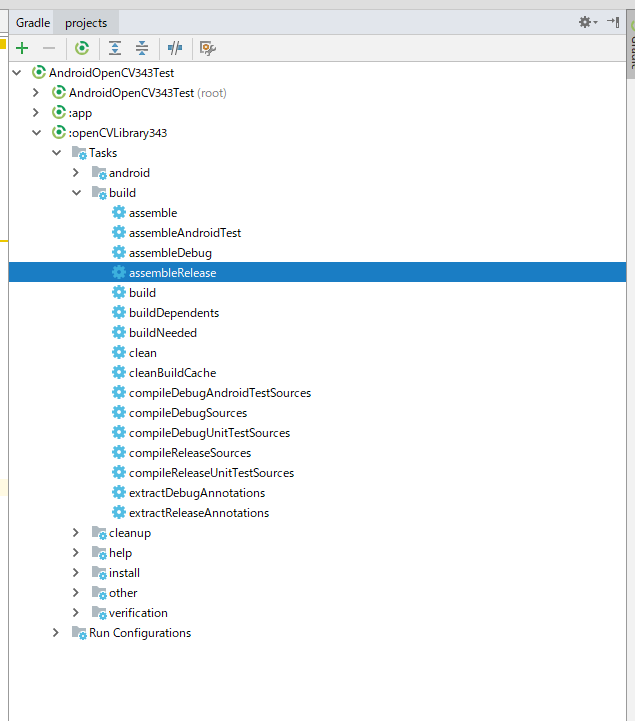 Gradle projects
AndroidOpenCV343Test
AndroidOpenCV343Test (root)
:app
:openCVLibrary343
Tasks
android
build
assemble
assembleAndroidTest
assembleDebug
assembleRelease
build
buildDependents
buildNeeded
clean
cleanBuildCache
compileDebugAndroidTestSources
compileDebugSources
compileDebugUnitTestSources
compileReleaseSources
compileReleaseUnitTestSources
extractDebugAnnotations
extractReleaseAnnotations
cleanup
help
install
other
verification
Run Configurations